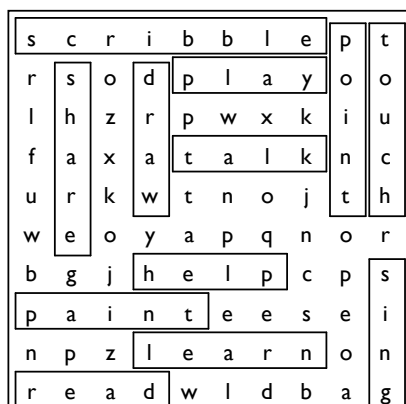 s c r i b b l e p t
r s o d p l a y o o
l h z r p w x k i u
f a x a t a l k n c
u r k w t n o j t h
w e o y a p q n o r
b g j h e l p c p s
p a i n t e e s e i
n p z l e a r n o n
r e a d w l d b a g